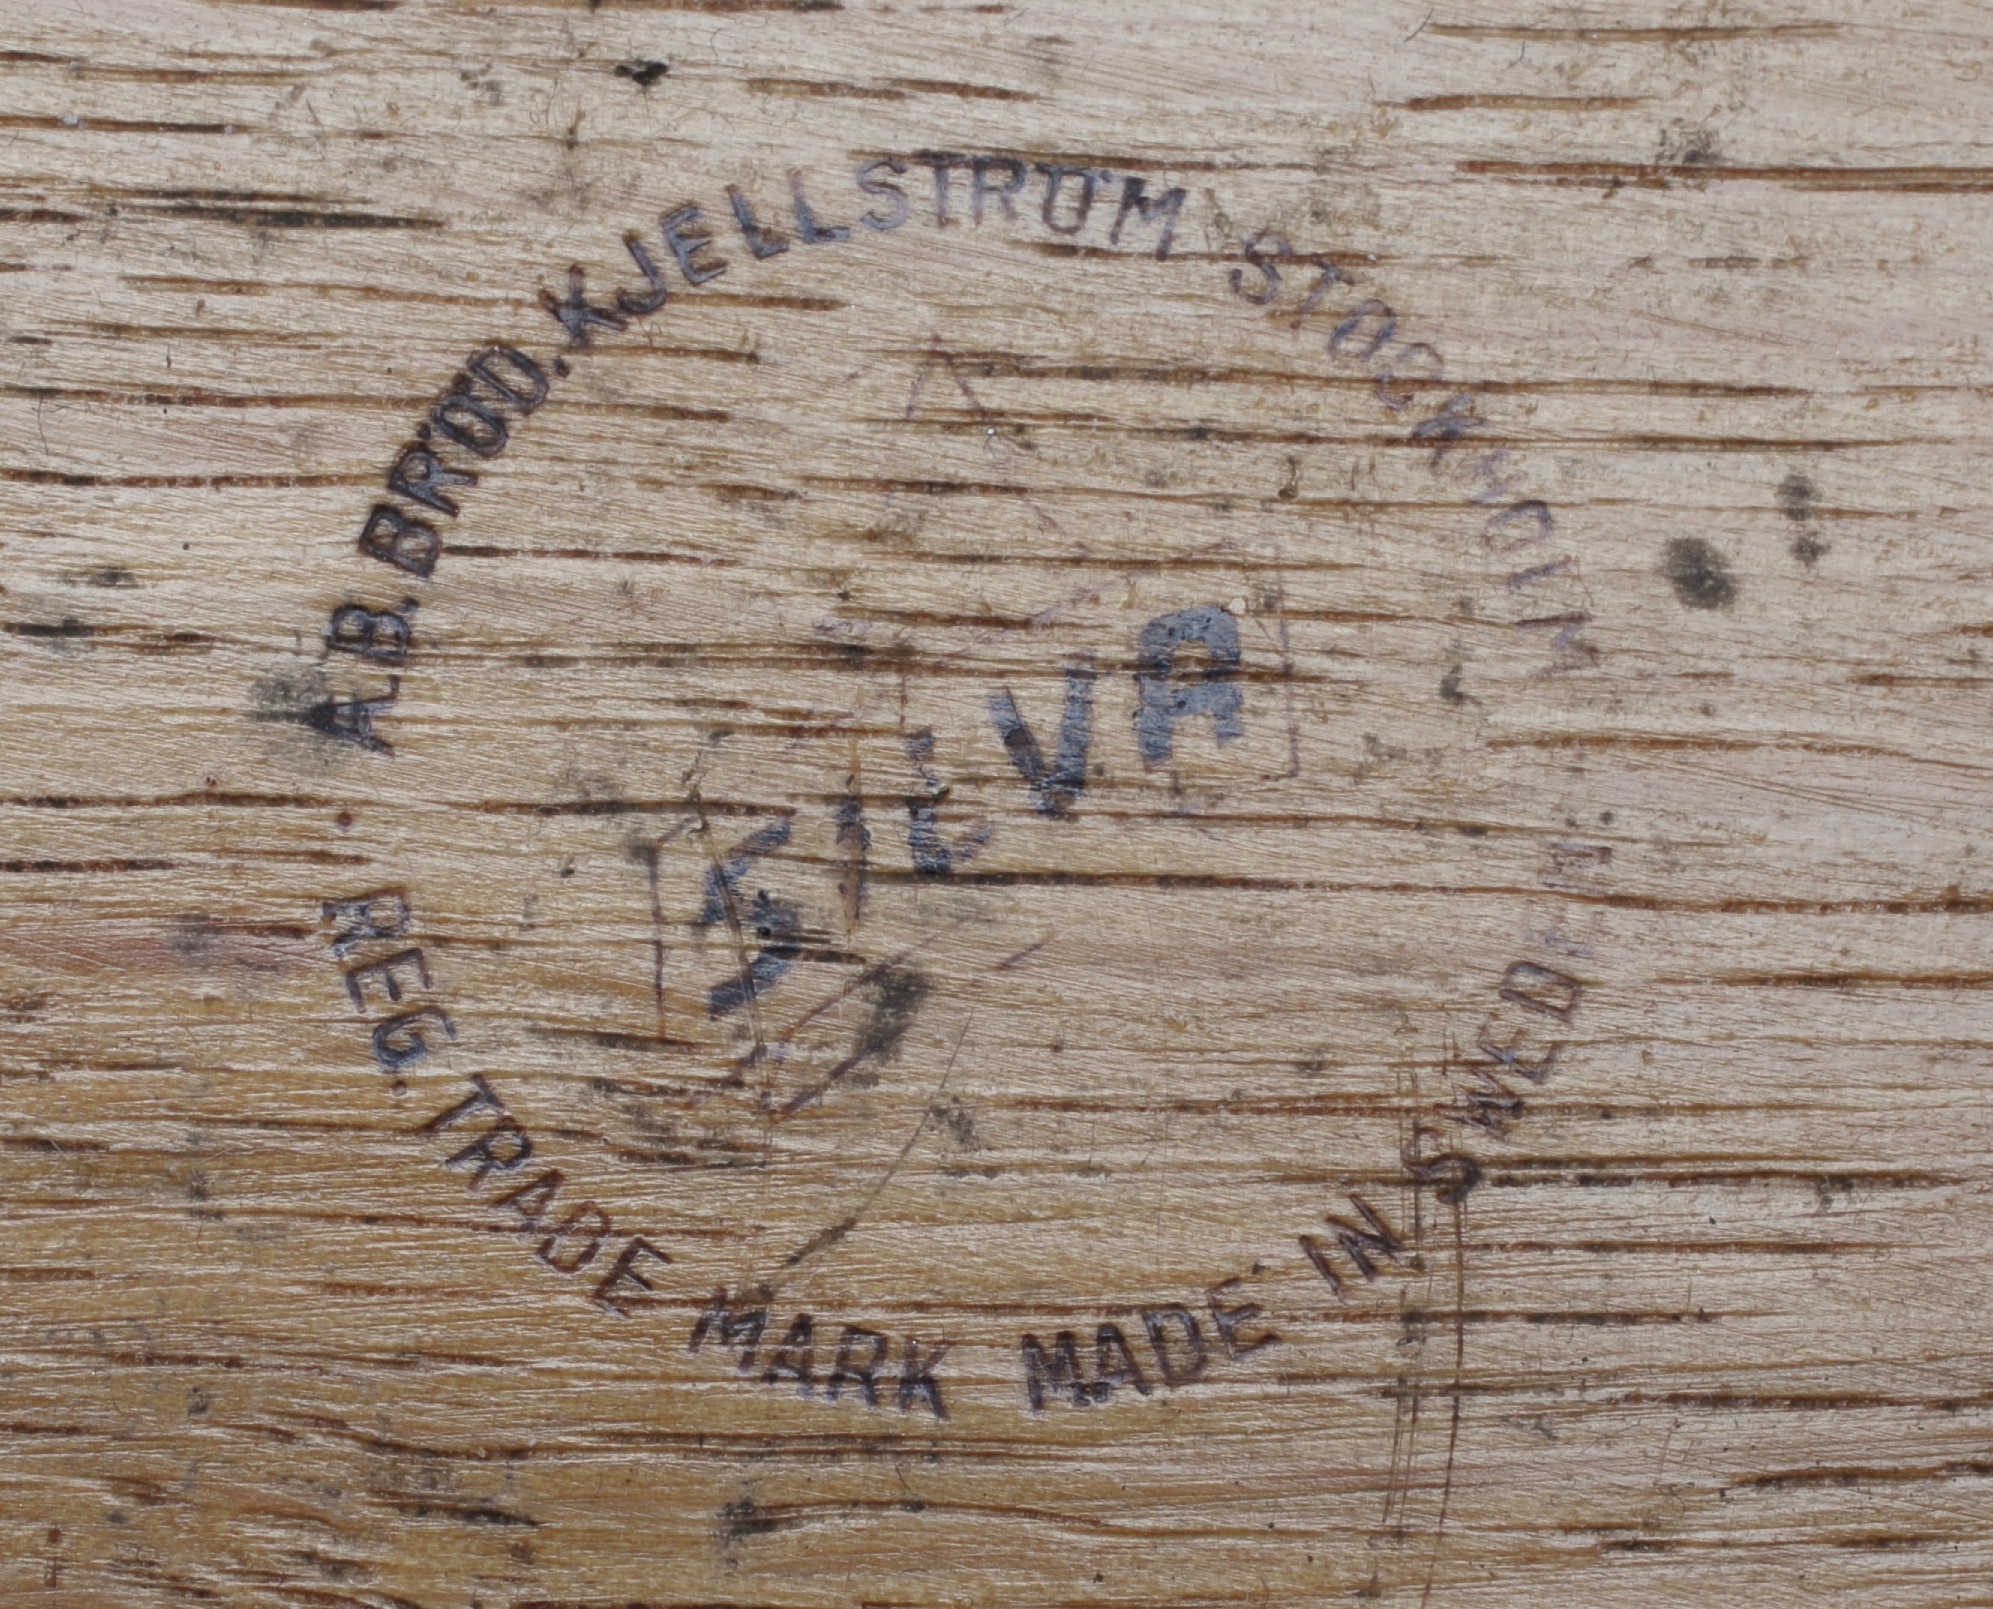 A.B. BRÖD. KJELLSTRÖM STOCKHOLM
SILVA
· REG. TRADE MARK MADE IN SWEDEN